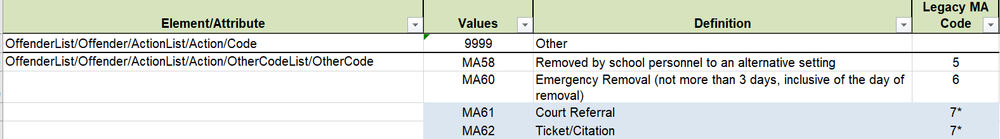 Legacy MA
Element/Attribute Values Definition Code
OffenderList/Offender/ActionList/Action/Code 9999 Other
OffenderList/Offender/ActionList/Action/OtherCodeList/OtherCode MA58 Removed by school personnel to an alternative setting 5
MA60 Emergency Removal (not more than 3 days, inclusive of the day of 6
removal)
MA61 Court Referral 7*
MA62 Ticket/Citation 7*